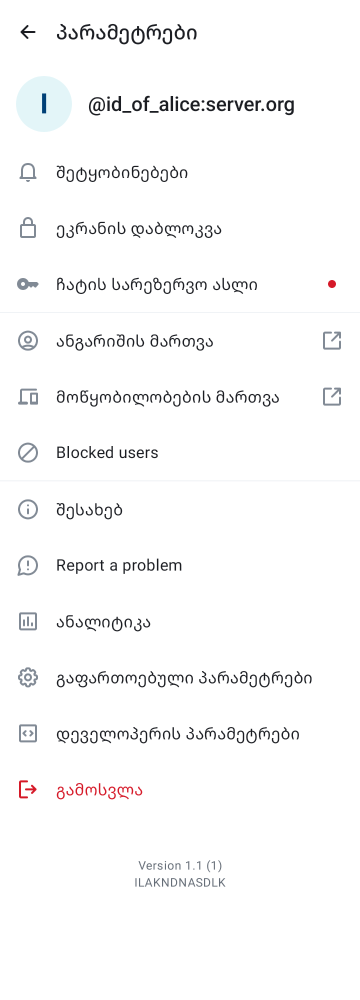 პარამეტრები
I
@id_of_alice:server.org
შეტყობინებები
ეკრანის დაბლოკვა
ჩატის სარეზერვო ასლი
ანგარიშის მართვა
მოწყობილობების მართვა
Blocked users
შესახებ
Report a problem
ანალიტიკა
გაფართოებული პარამეტრები
დეველოპერის პარამეტრები
გამოსვლა
Version 1.1 (1)
ILAKNDNASDLK